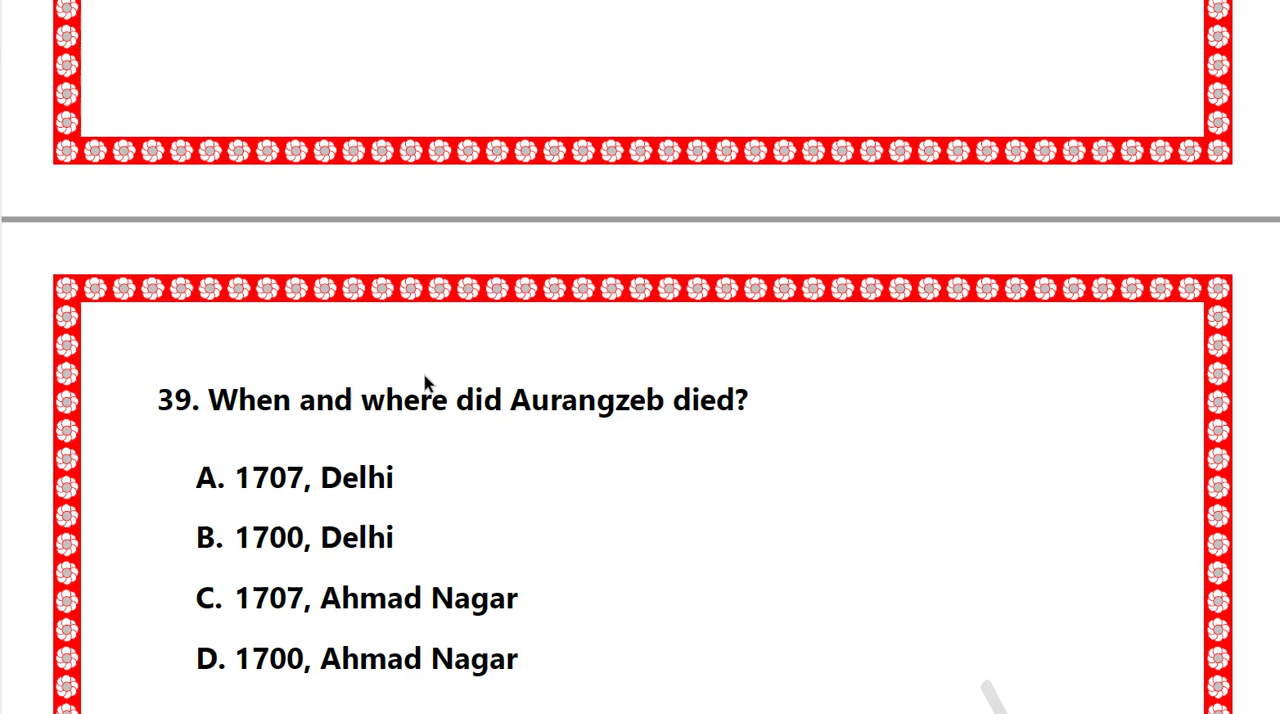 39. When and where did Aurangzeb died?
A. 1707, Delhi
B. 1700, Delhi
C. 1707, Ahmad Nagar
D. 1700, Ahmad Nagar